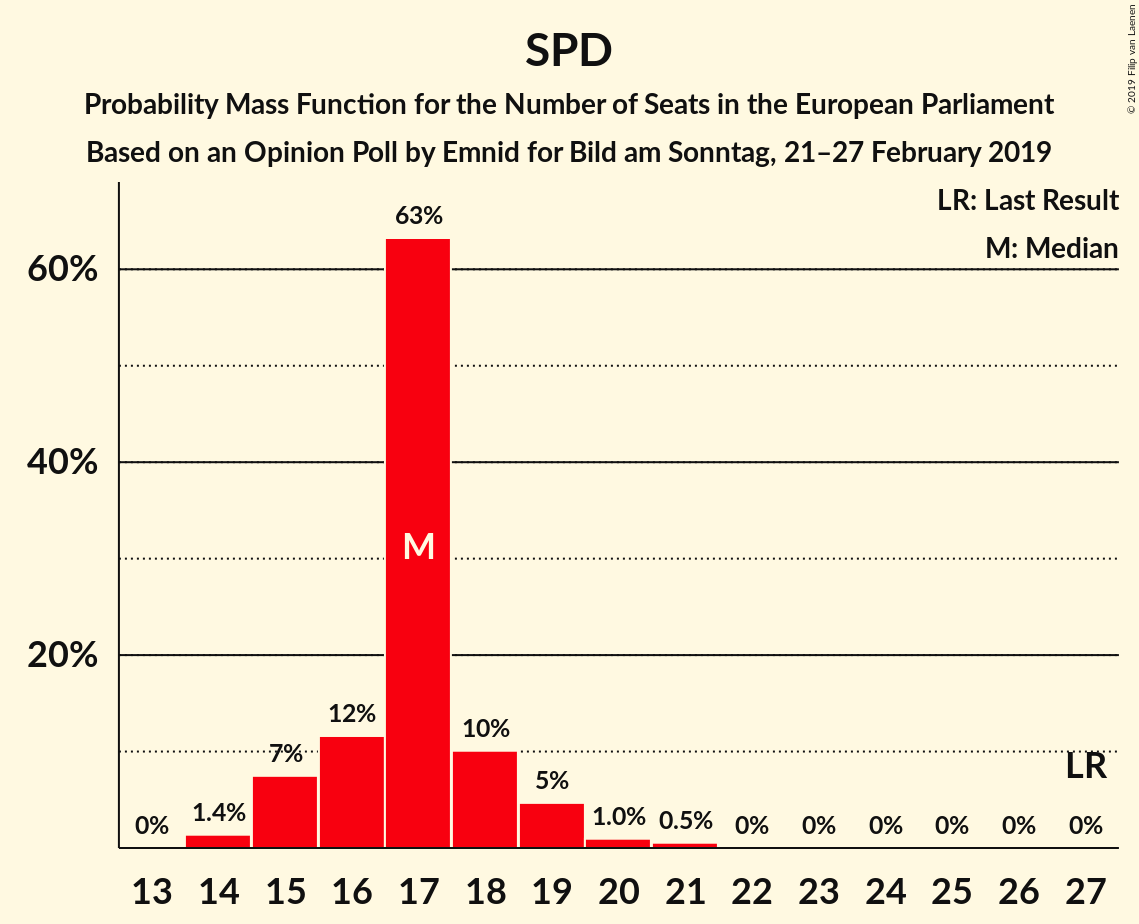 SPD
Probability Mass Function for the Number of Seats in the European Parliament
Based on an Opinion Poll by Emnid for Bild am Sonntag, 21–27 February 2019
© 2019 Filip van Laenen
LR: Last Result
M: Median
63%
60%
40%
M
20%
12%
10%
7%
5%
LR
0%
1.4%
1.0%
0.5%
0%
0%
0%
0%
0%
0%
13 14 15 16 17 18 19 20 21 22 23 24 25 26 27